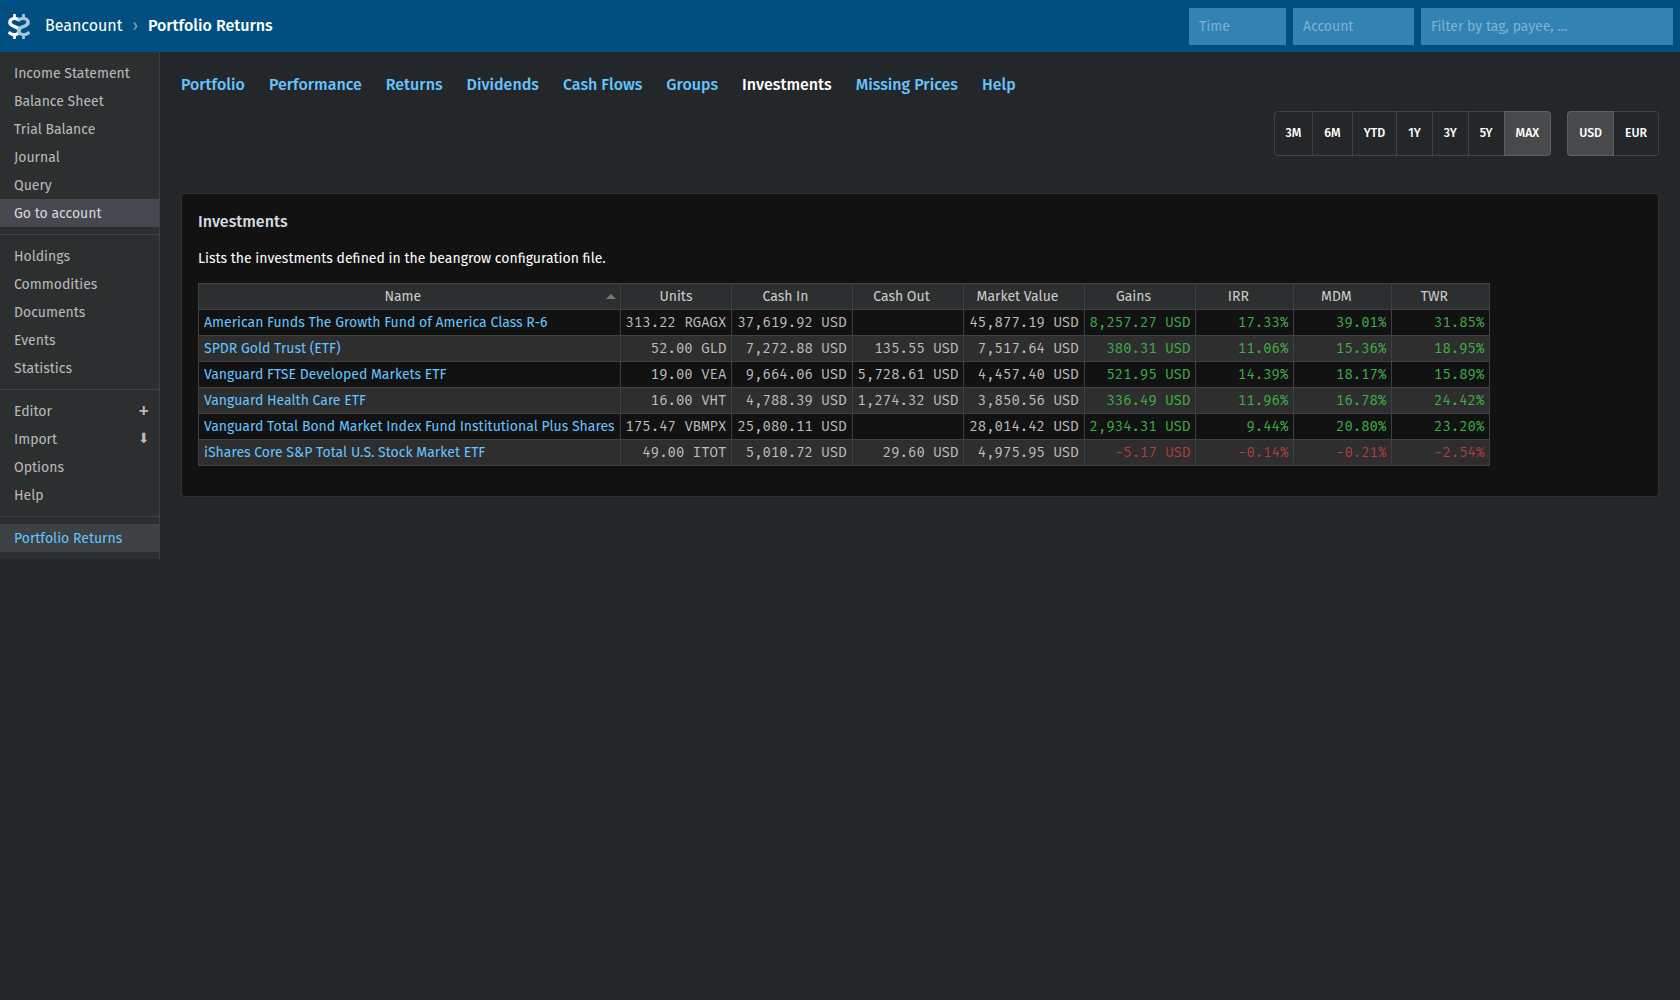 Beancount › Portfolio Returns
Time
Account
Filter by tag, payee, ...
Income Statement
Balance Sheet
Trial Balance
Journal
Query
Go to account
Holdings
Commodities
Documents
Events
Statistics
Editor +
Import ⬇
Options
Help
Portfolio Returns
Portfolio Performance Returns Dividends Cash Flows Groups Investments Missing Prices Help
3M 6M YTD 1Y 3Y 5Y MAX USD EUR
Investments
Lists the investments defined in the beangrow configuration file.
Name Units Cash In Cash Out Market Value Gains IRR MDM TWR
American Funds The Growth Fund of America Class R-6 313.22 RGAGX 37,619.92 USD 45,877.19 USD 8,257.27 USD 17.33% 39.01% 31.85%
SPDR Gold Trust (ETF) 52.00 GLD 7,272.88 USD 135.55 USD 7,517.64 USD 380.31 USD 11.06% 15.36% 18.95%
Vanguard FTSE Developed Markets ETF 19.00 VEA 9,664.06 USD 5,728.61 USD 4,457.40 USD 521.95 USD 14.39% 18.17% 15.89%
Vanguard Health Care ETF 16.00 VHT 4,788.39 USD 1,274.32 USD 3,850.56 USD 336.49 USD 11.96% 16.78% 24.42%
Vanguard Total Bond Market Index Fund Institutional Plus Shares 175.47 VBMPX 25,080.11 USD 28,014.42 USD 2,934.31 USD 9.44% 20.80% 23.20%
iShares Core S&P Total U.S. Stock Market ETF 49.00 ITOT 5,010.72 USD 29.60 USD 4,975.95 USD -5.17 USD -0.14% -0.21% -2.54%